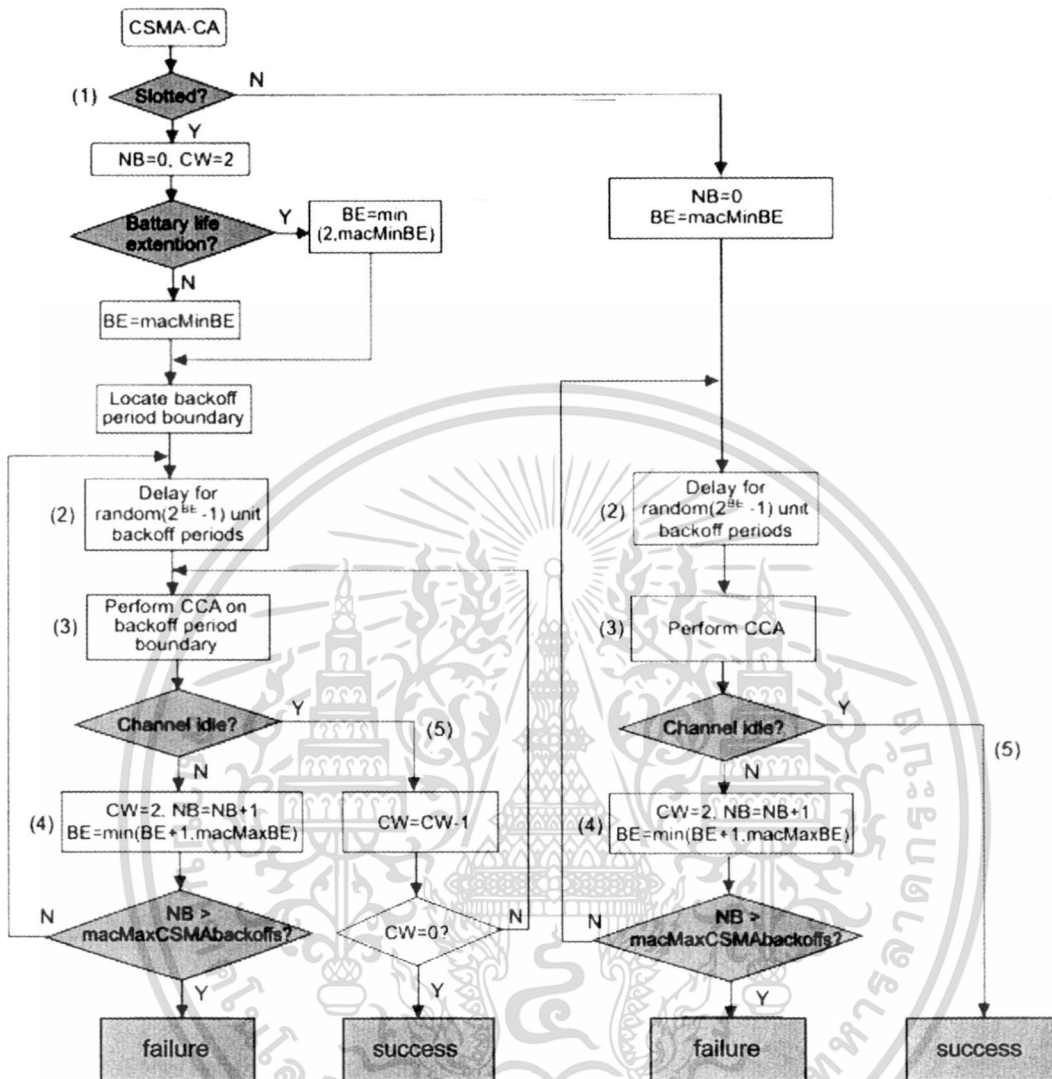 CSMA-CA
(1)
Slotted?
N
Y
NB=0, CW=2
Battary life
extention?
Y
BE=min
(2,macMinBE)
N
BE=macMinBE
Locate backoff
period boundary
(2)
Delay for
random(2^BE -1) unit
backoff periods
(3)
Perform CCA on
backoff period
boundary
Channel idle?
Y
(5)
N
(4)
CW=2, NB=NB+1
BE=min(BE+1,macMaxBE)
CW=CW-1
N
NB >
macMaxCSMAbackoffs?
CW=0?
N
Y
Y
failure
success
NB=0
BE=macMinBE
(2)
Delay for
random(2^BE -1) unit
backoff periods
(3)
Perform CCA
Channel idle?
Y
(5)
N
(4)
CW=2, NB=NB+1
BE=min(BE+1,macMaxBE)
N
NB >
macMaxCSMAbackoffs?
Y
failure
success